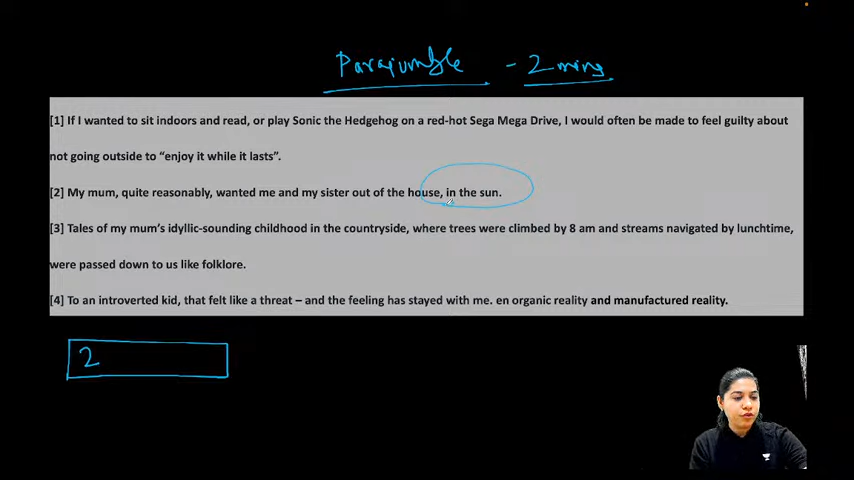 Parajumble - 2 mins
[1] If I wanted to sit indoors and read, or play Sonic the Hedgehog on a red-hot Sega Mega Drive, I would often be made to feel guilty about
not going outside to “enjoy it while it lasts”.
[2] My mum, quite reasonably, wanted me and my sister out of the house, in the sun.
[3] Tales of my mum’s idyllic-sounding childhood in the countryside, where trees were climbed by 8 am and streams navigated by lunchtime,
were passed down to us like folklore.
[4] To an introverted kid, that felt like a threat – and the feeling has stayed with me. en organic reality and manufactured reality.
2